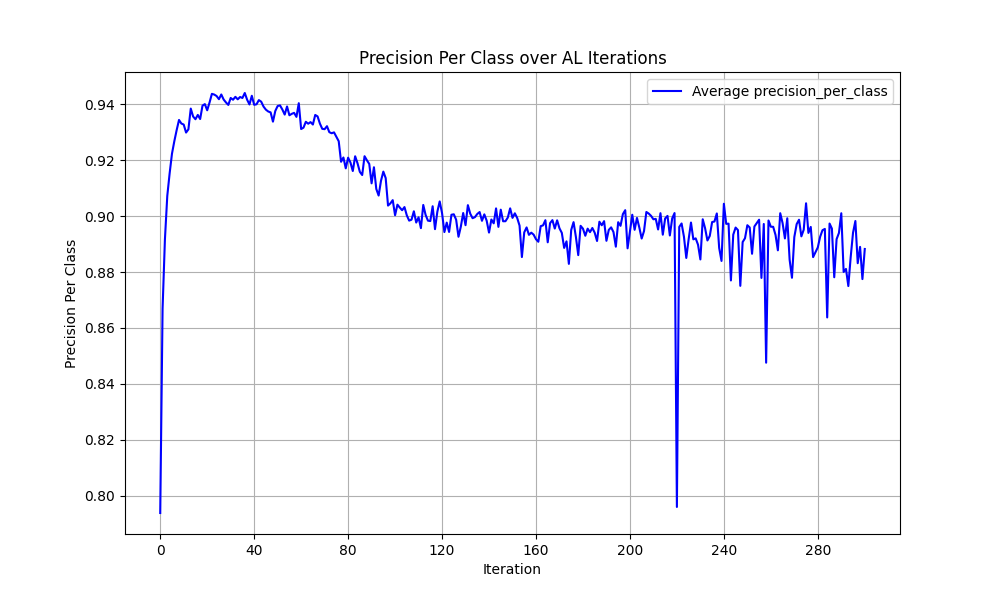 Precision Per Class over AL Iterations
Average precision_per_class
Precision Per Class
0.94
0.92
0.90
0.88
0.86
0.84
0.82
0.80
0 40 80 120 160 200 240 280
Iteration